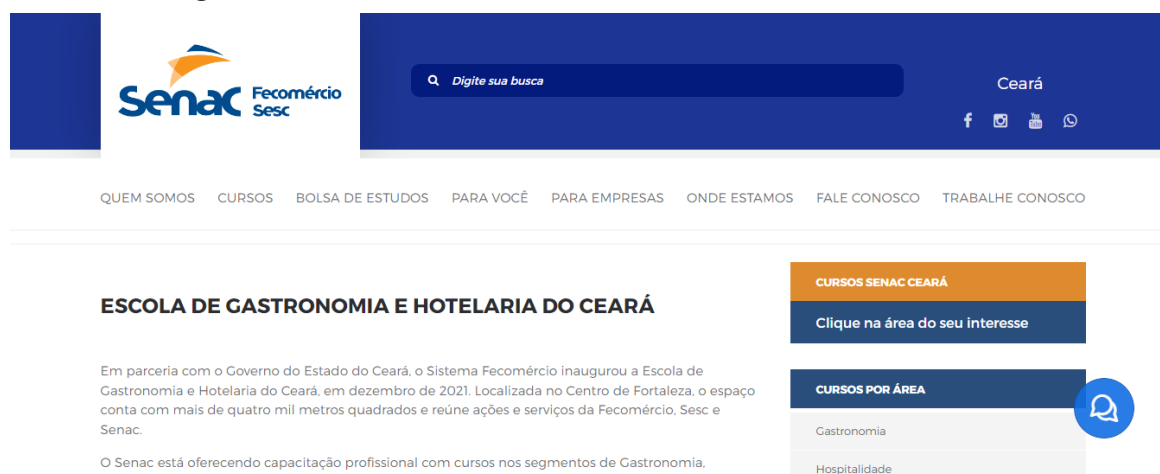 Senac Fecomércio
Sesc
Digite sua busca
Ceará
QUEM SOMOS CURSOS BOLSA DE ESTUDOS PARA VOCÊ PARA EMPRESAS ONDE ESTAMOS FALE CONOSCO TRABALHE CONOSCO
ESCOLA DE GASTRONOMIA E HOTELARIA DO CEARÁ
Em parceria com o Governo do Estado do Ceará, o Sistema Fecomércio inaugurou a Escola de
Gastronomia e Hotelaria do Ceará, em dezembro de 2021. Localizada no Centro de Fortaleza, o espaço
conta com mais de quatro mil metros quadrados e reúne ações e serviços da Fecomércio, Sesc e
Senac.
O Senac está oferecendo capacitação profissional com cursos nos segmentos de Gastronomia,
CURSOS SENAC CEARÁ
Clique na área do seu interesse
CURSOS POR ÁREA
Gastronomia
Hospitalidade